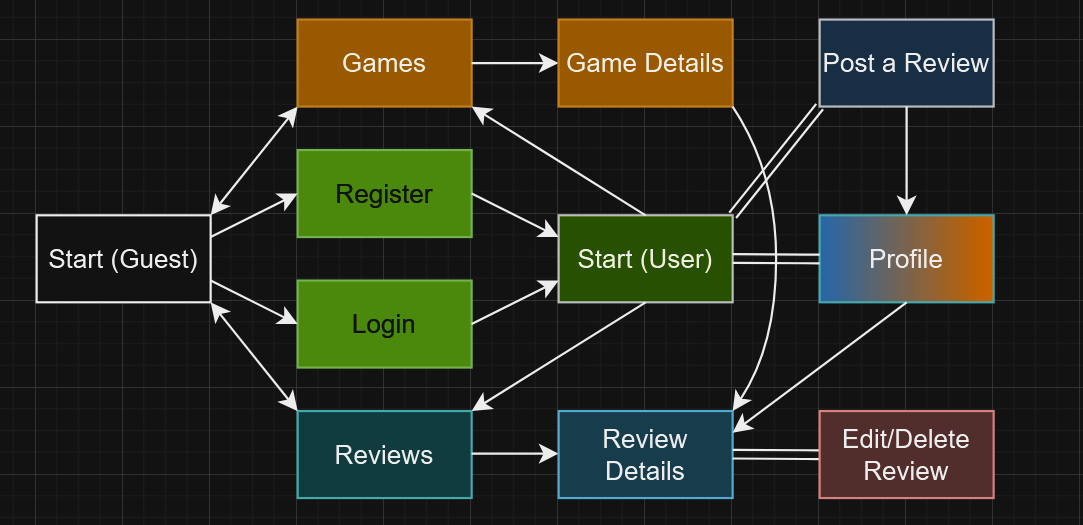 Games
Game Details
Post a Review
Register
Start (Guest)
Start (User)
Profile
Login
Reviews
Review
Details
Edit/Delete
Review